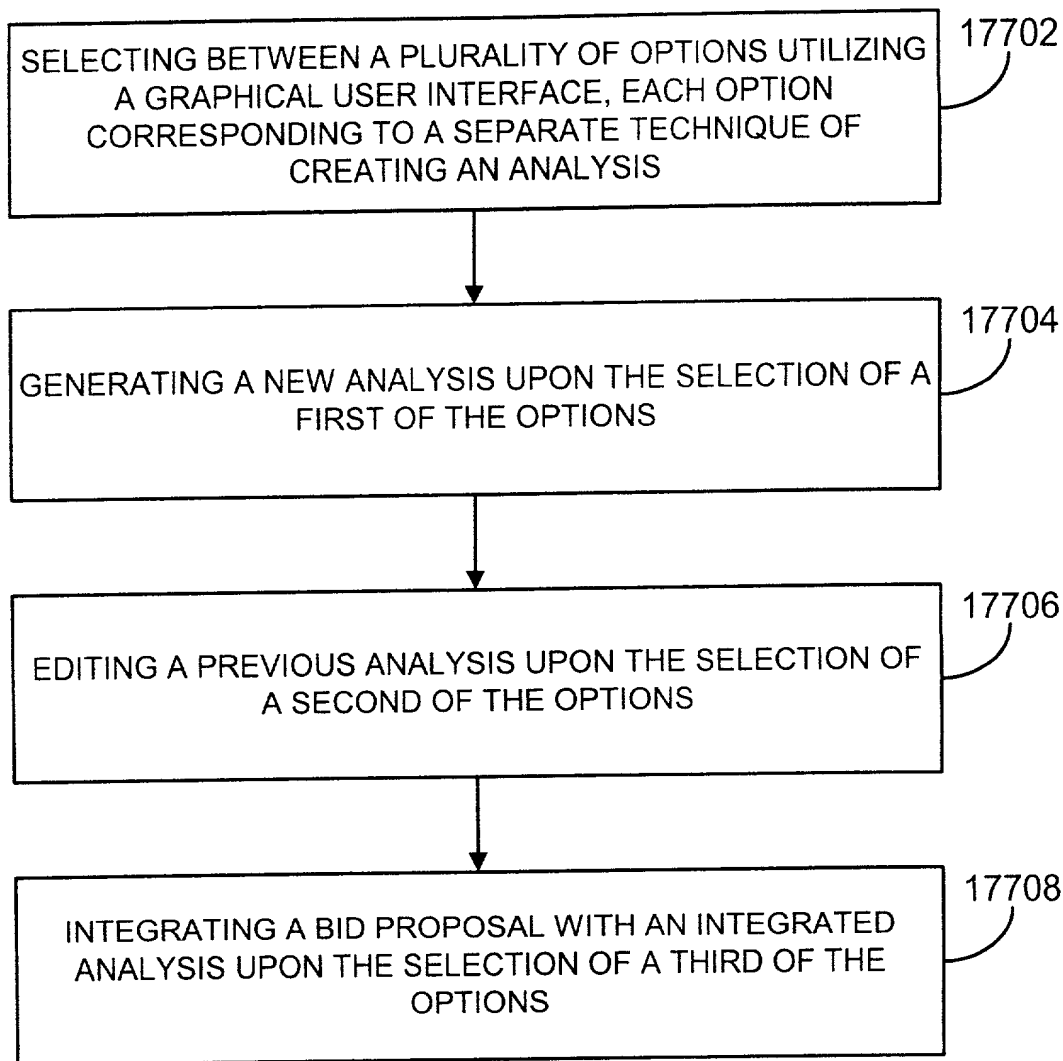 17702
SELECTING BETWEEN A PLURALITY OF OPTIONS UTILIZING
A GRAPHICAL USER INTERFACE, EACH OPTION
CORRESPONDING TO A SEPARATE TECHNIQUE OF
CREATING AN ANALYSIS
17704
GENERATING A NEW ANALYSIS UPON THE SELECTION OF A
FIRST OF THE OPTIONS
17706
EDITING A PREVIOUS ANALYSIS UPON THE SELECTION OF
A SECOND OF THE OPTIONS
17708
INTEGRATING A BID PROPOSAL WITH AN INTEGRATED
ANALYSIS UPON THE SELECTION OF A THIRD OF THE
OPTIONS